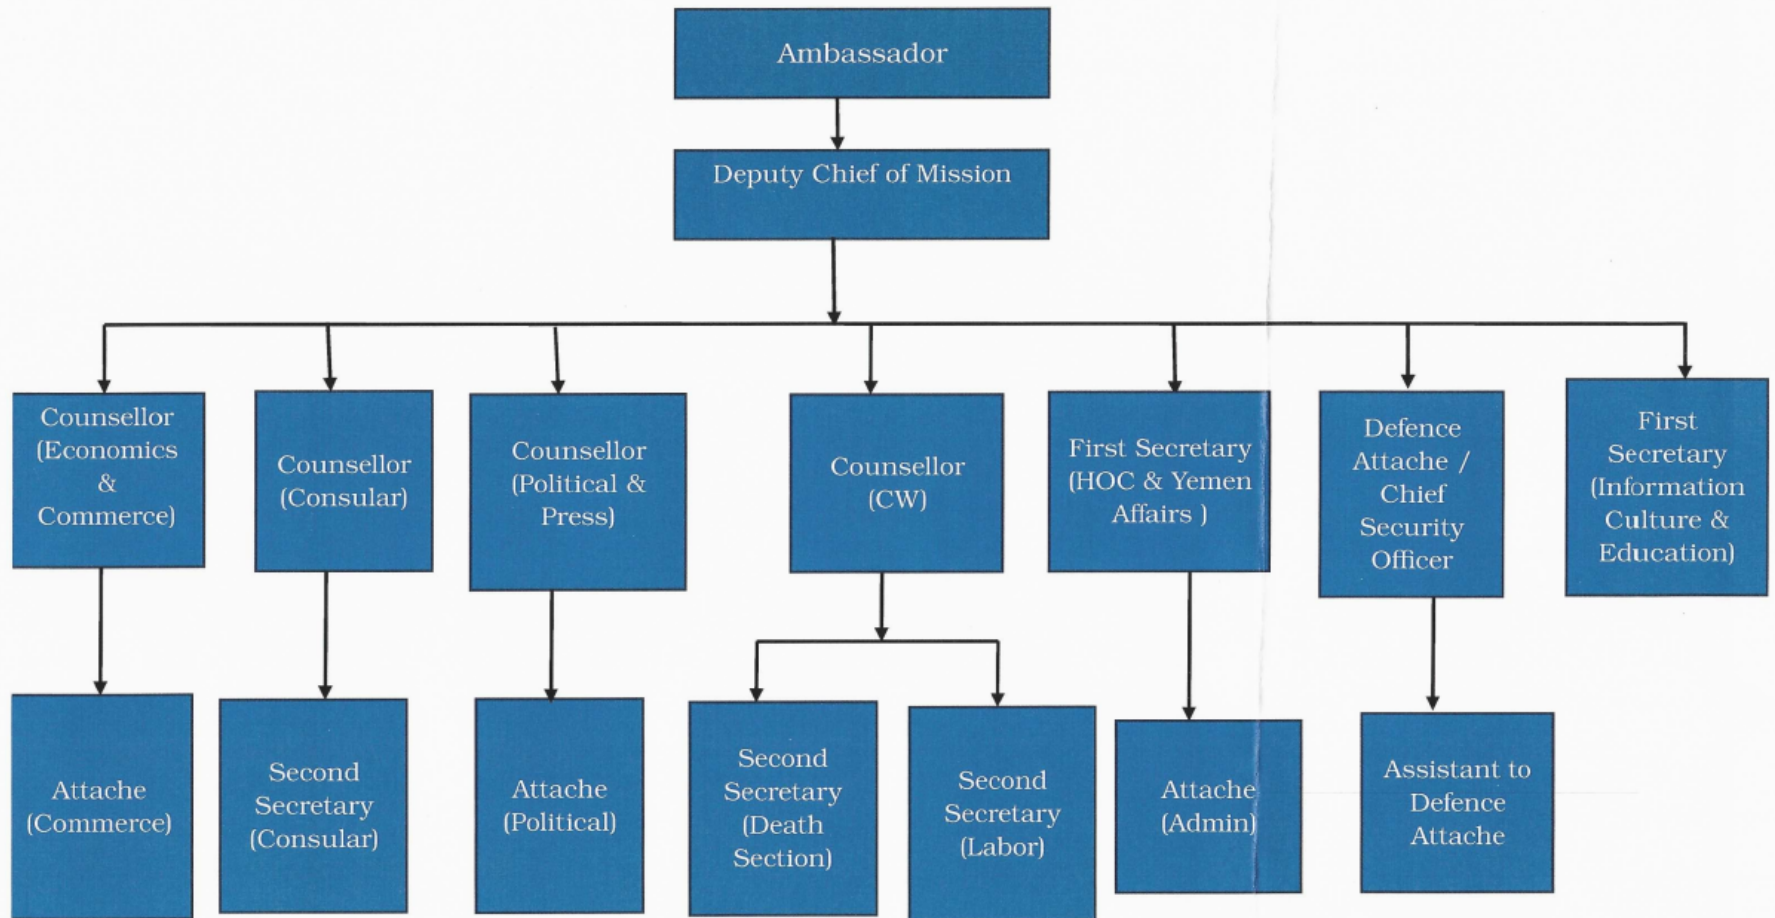 Ambassador
Deputy Chief of Mission
Counsellor
(Economics
&
Commerce)
Counsellor
(Consular)
Counsellor
(Political &
Press)
Counsellor
(CW)
First Secretary
(HOC & Yemen
Affairs )
Defence
Attache /
Chief
Security
Officer
First
Secretary
(Information
Culture &
Education)
Attache
(Commerce)
Second
Secretary
(Consular)
Attache
(Political)
Second
Secretary
(Death
Section)
Second
Secretary
(Labor)
Attache
(Admin)
Assistant to
Defence
Attache